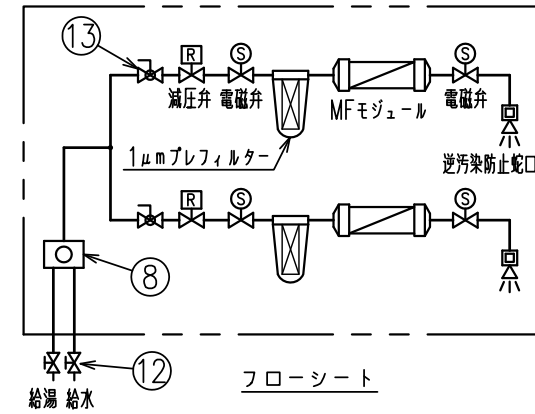 ⑬
R S S
減圧弁 電磁弁 MFモジュール 電磁弁
1μmプレフィルター
逆汚染防止蛇口
R S S
⑧
⑫
給湯 給水
フローシート